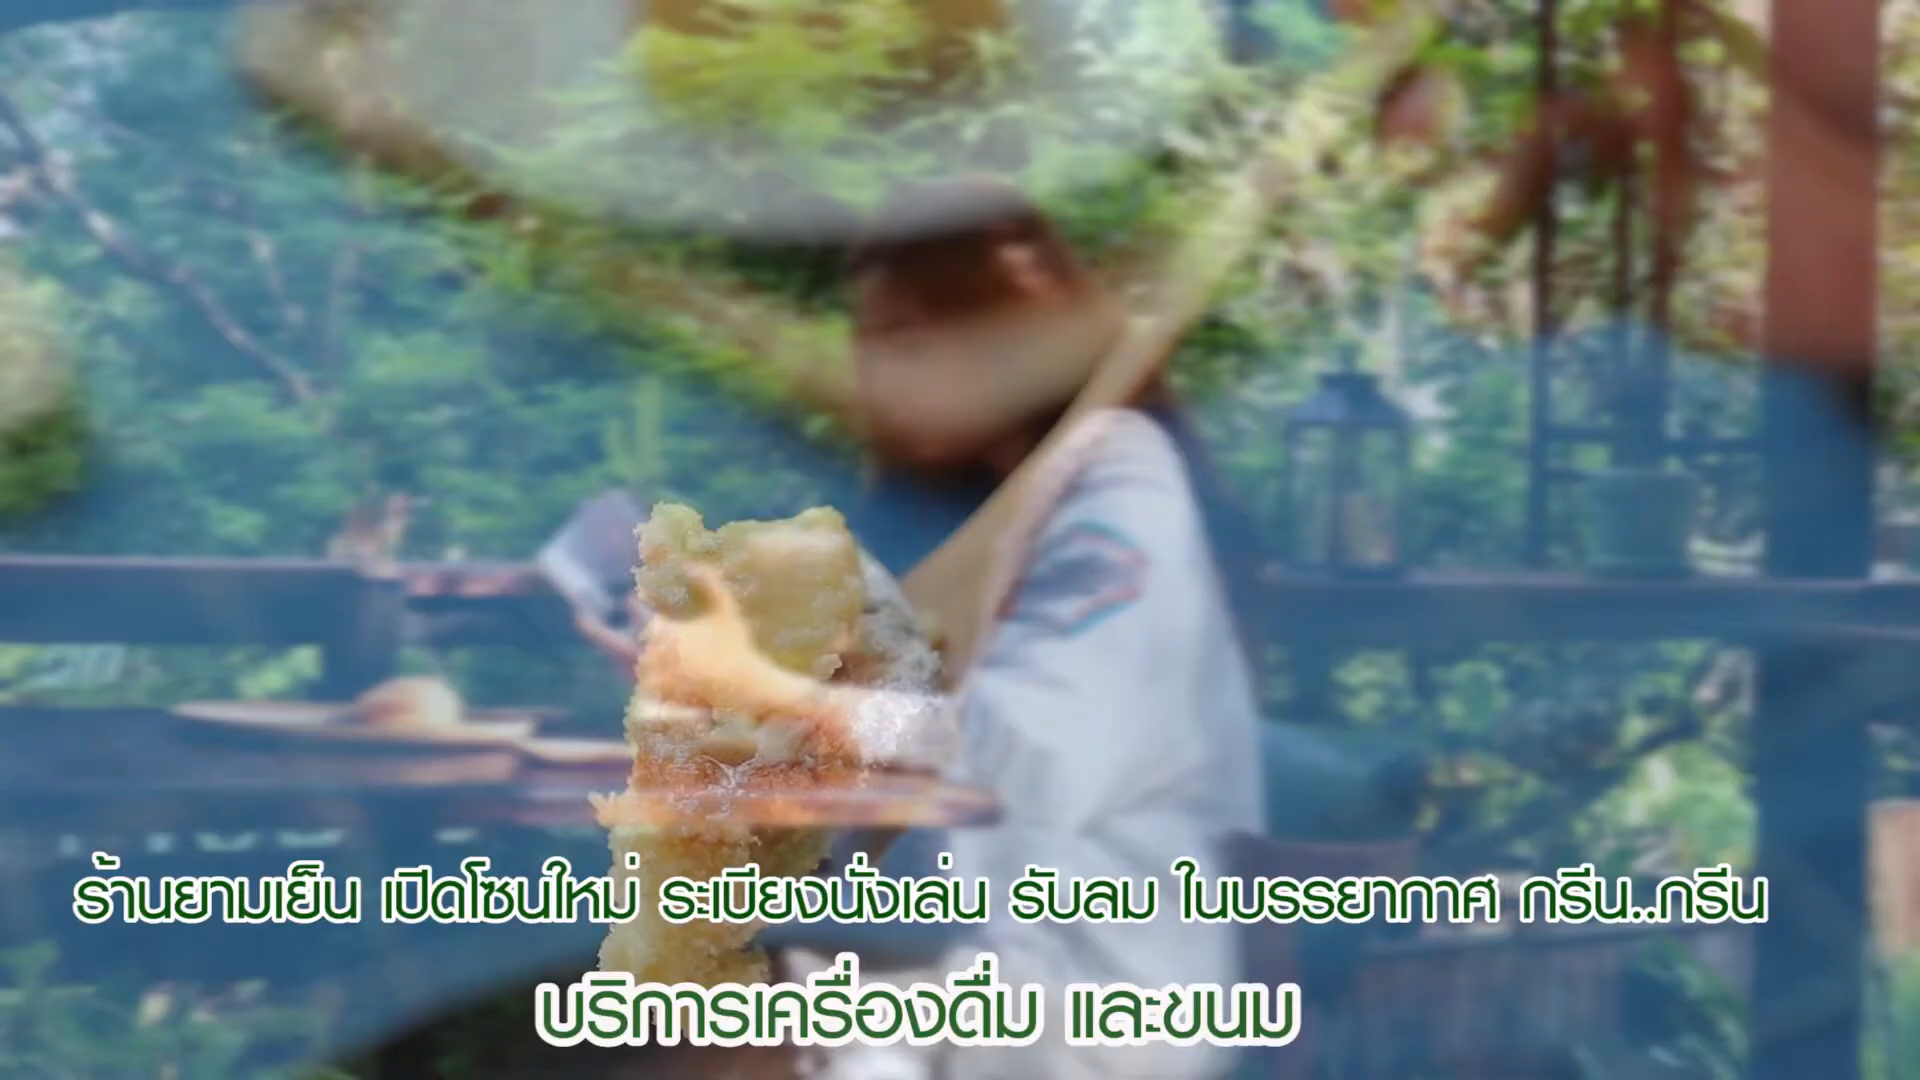 ร้านยามเย็น เปิดโซนใหม่ ระเบียงนั่งเล่น รับลม ในบรรยากาศ กรีน..กรีน
บริการเครื่องดื่ม และขนม